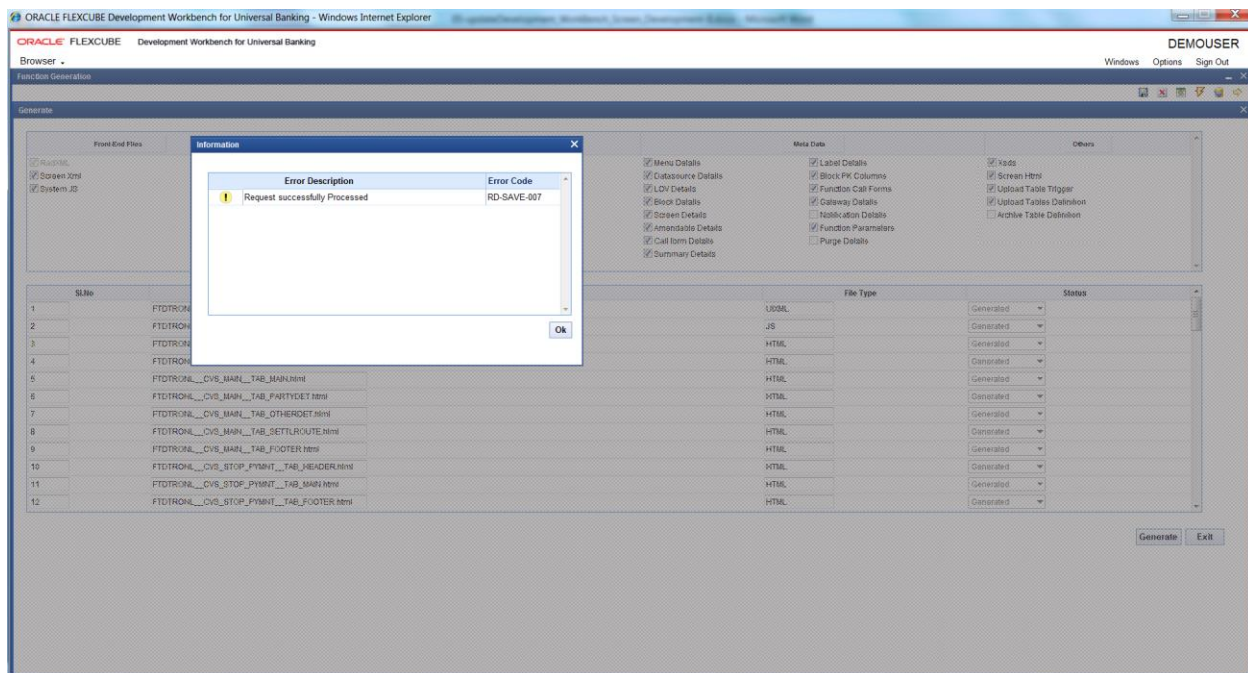 ORACLE FLEXCUBE Development Workbench for Universal Banking - Windows Internet Explorer
ORACLE FLEXCUBE Development Workbench for Universal Banking
DEMOUSER
Browser
Windows Options Sign Out
Function Generation
Generate
Front-End Files
Meta Data
Others
RadXML
Screen Xml
System JS
Menu Details
Datasource Details
LOV Details
Block Details
Screen Details
Amendable Details
Call form Details
Summary Details
Label Details
Block PK Columns
Function Call Forms
Gateway Details
Notification Details
Function Parameters
Purge Details
Xsds
Screen Html
Upload Table Trigger
Upload Tables Definition
Archive Table Definition
Information
Error Description Error Code
Request successfully Processed RD-SAVE-007
Ok
Sl.No File Type Status
1 FTDTRON UIXML Generated
2 FTDTRON JS Generated
3 FTDTRON HTML Generated
4 FTDTRON HTML Generated
5 FTDTRONL__CVS_MAIN__TAB_MAIN.html HTML Generated
6 FTDTRONL__CVS_MAIN__TAB_PARTYDET.html HTML Generated
7 FTDTRONL__CVS_MAIN__TAB_OTHERDET.html HTML Generated
8 FTDTRONL__CVS_MAIN__TAB_SETTLROUTE.html HTML Generated
9 FTDTRONL__CVS_MAIN__TAB_FOOTER.html HTML Generated
10 FTDTRONL__CVS_STOP_PYMNT__TAB_HEADER.html HTML Generated
11 FTDTRONL__CVS_STOP_PYMNT__TAB_MAIN.html HTML Generated
12 FTDTRONL__CVS_STOP_PYMNT__TAB_FOOTER.html HTML Generated
Generate Exit